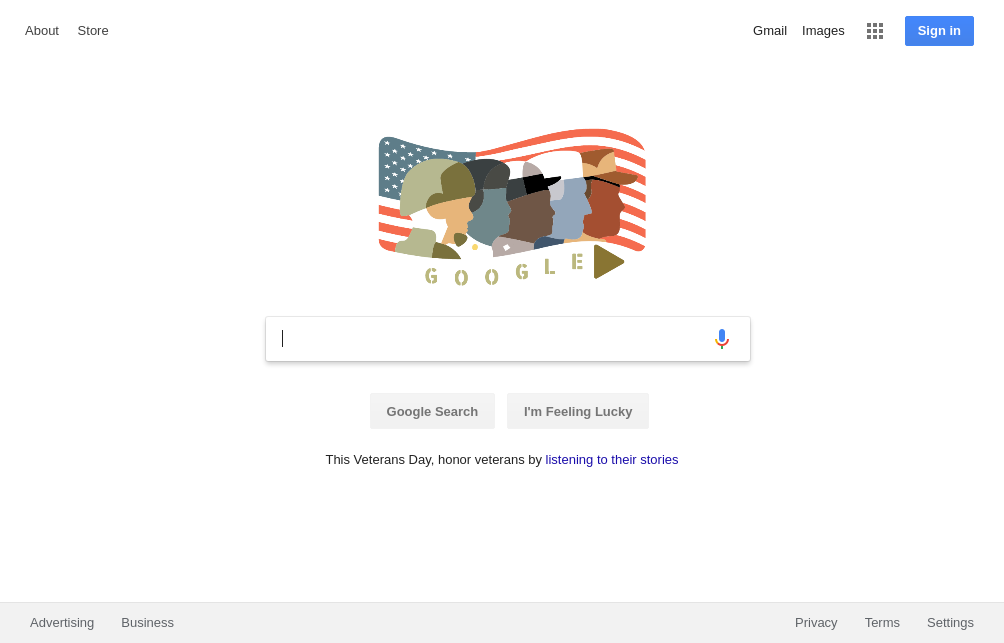 About Store Gmail Images Sign in
GOOGLE
Google Search I'm Feeling Lucky
This Veterans Day, honor veterans by listening to their stories
Advertising Business Privacy Terms Settings